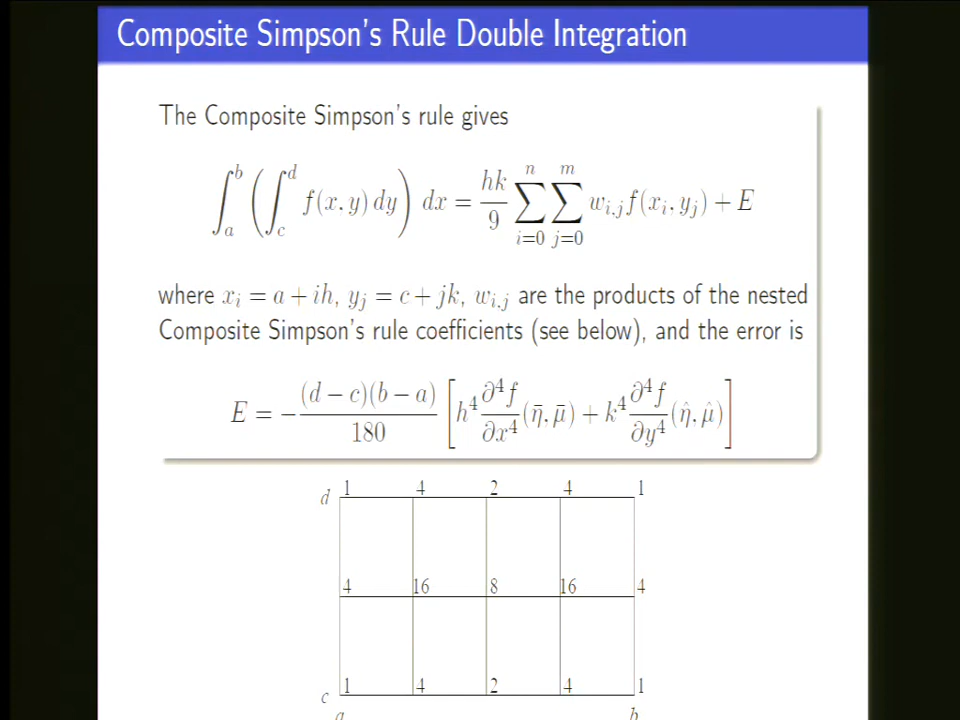 Composite Simpson's Rule Double Integration
The Composite Simpson's rule gives
∫_a^b (∫_c^d f(x, y) dy) dx = hk/9 ∑_{i=0}^n ∑_{j=0}^m w_{i,j} f(x_i, y_j) + E
where x_i = a + ih, y_j = c + jk, w_{i,j} are the products of the nested
Composite Simpson's rule coefficients (see below), and the error is
E = −(d − c)(b − a)/180 [h^4 ∂^4f/∂x^4 (η̄, μ̄) + k^4 ∂^4f/∂y^4 (η̂, μ̂)]
d 1 4 2 4 1
4 16 8 16 4
c 1 4 2 4 1
a b